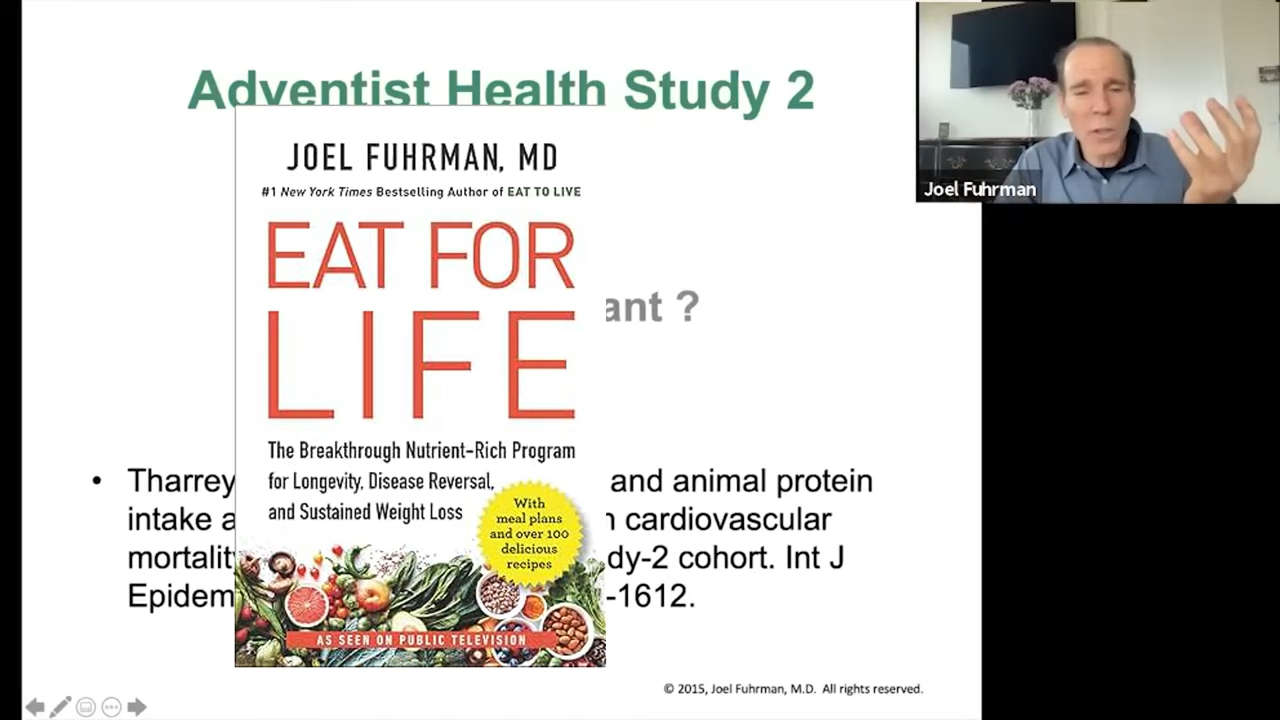 Adventist Health Study 2
Joel Fuhrman
JOEL FUHRMAN, MD
#1 New York Times Bestselling Author of EAT TO LIVE
EAT FOR
LIFE
ant ?
The Breakthrough Nutrient-Rich Program
for Longevity, Disease Reversal,
and Sustained Weight Loss
With
meal plans
and over 100
delicious
recipes
AS SEEN ON PUBLIC TELEVISION
• Tharrey and animal protein
intake a cardiovascular
mortality dy-2 cohort. Int J
Epidem -1612.
© 2015, Joel Fuhrman, M.D. All rights reserved.